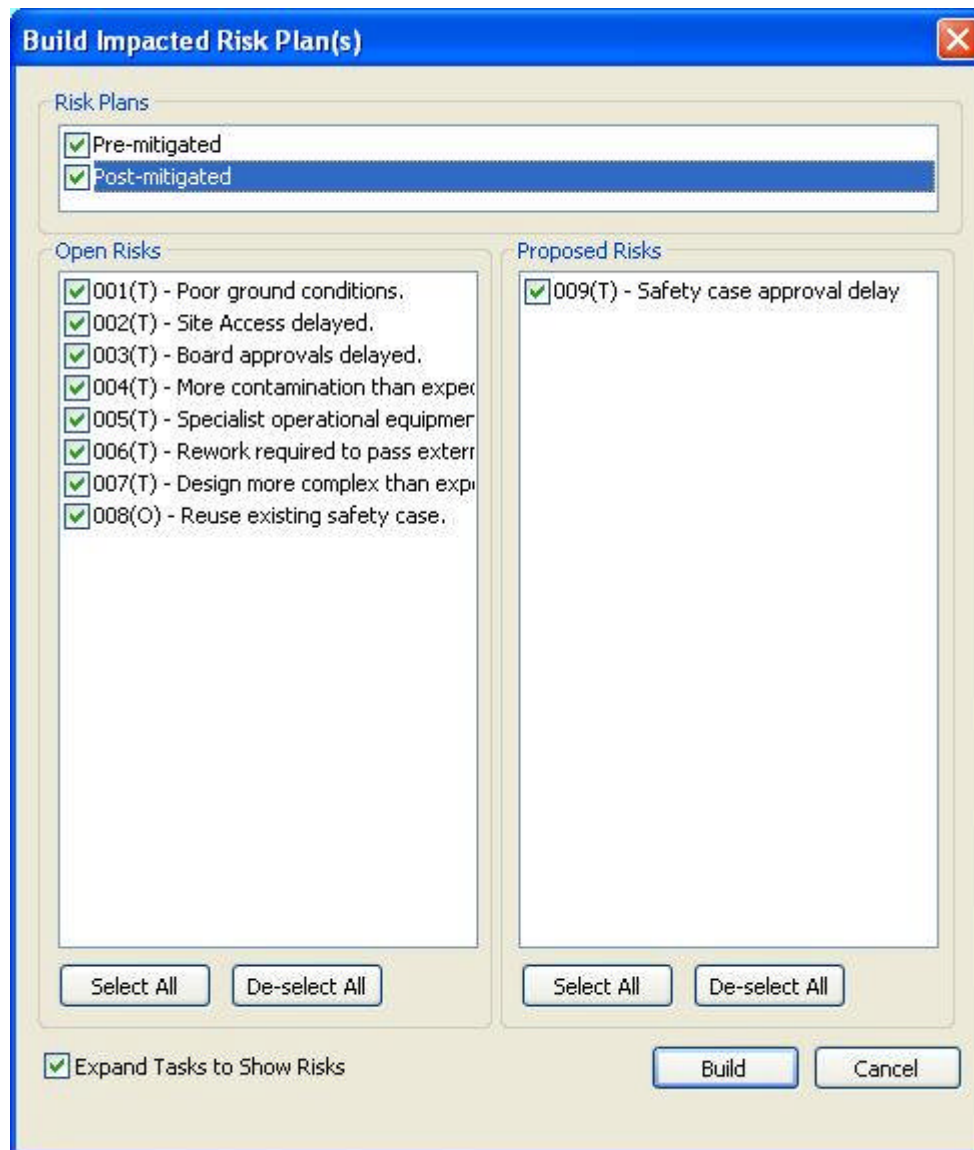 Build Impacted Risk Plan(s)
Risk Plans
Pre-mitigated
Post-mitigated
Open Risks
001(T) - Poor ground conditions.
002(T) - Site Access delayed.
003(T) - Board approvals delayed.
004(T) - More contamination than expec
005(T) - Specialist operational equipmen
006(T) - Rework required to pass extern
007(T) - Design more complex than expe
008(O) - Reuse existing safety case.
Select All
De-select All
Proposed Risks
009(T) - Safety case approval delay
Select All
De-select All
Expand Tasks to Show Risks
Build
Cancel